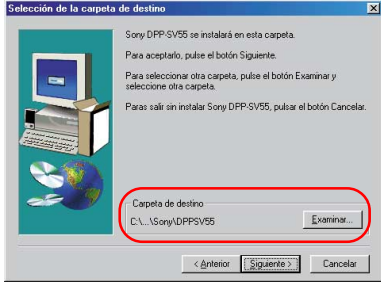 Selección de la carpeta de destino
Sony DPP-SV55 se instalará en esta carpeta.
Para aceptarlo, pulse el botón Siguiente.
Para seleccionar otra carpeta, pulse el botón Examinar y
seleccione otra carpeta.
Paras salir sin instalar Sony DPP-SV55, pulsar el botón Cancelar.
Carpeta de destino
C:\...\Sony\DPPSV55
Examinar...
< Anterior
Siguiente >
Cancelar